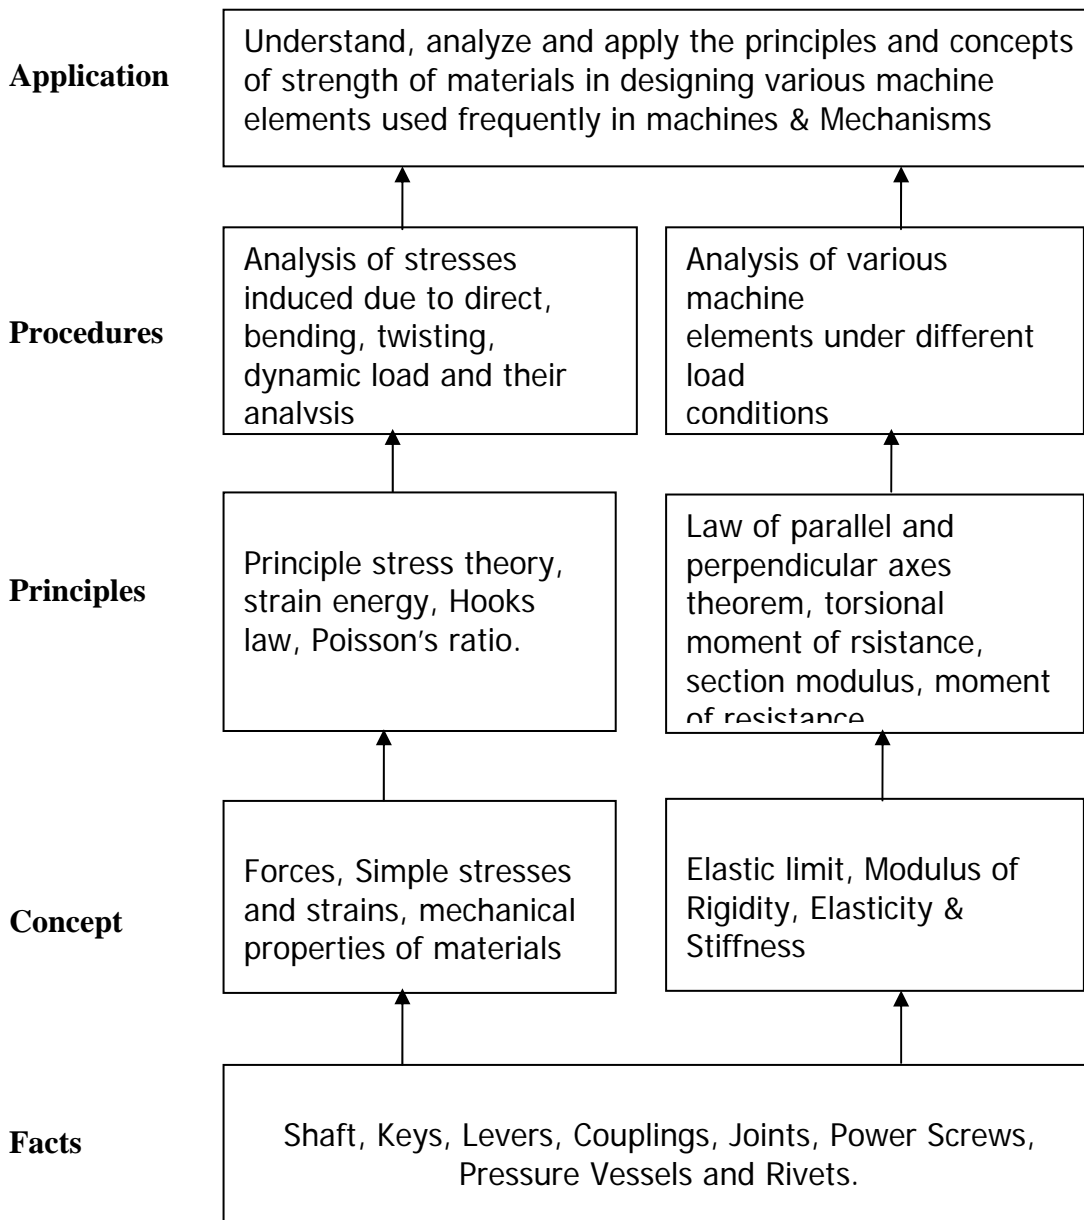 Application
Understand, analyze and apply the principles and concepts
of strength of materials in designing various machine
elements used frequently in machines & Mechanisms
Procedures
Analysis of stresses
induced due to direct,
bending, twisting,
dynamic load and their
analysis
Analysis of various
machine
elements under different
load
conditions
Principles
Principle stress theory,
strain energy, Hooks
law, Poisson’s ratio.
Law of parallel and
perpendicular axes
theorem, torsional
moment of rsistance,
section modulus, moment
of resistance
Concept
Forces, Simple stresses
and strains, mechanical
properties of materials
Elastic limit, Modulus of
Rigidity, Elasticity &
Stiffness
Facts
Shaft, Keys, Levers, Couplings, Joints, Power Screws,
Pressure Vessels and Rivets.